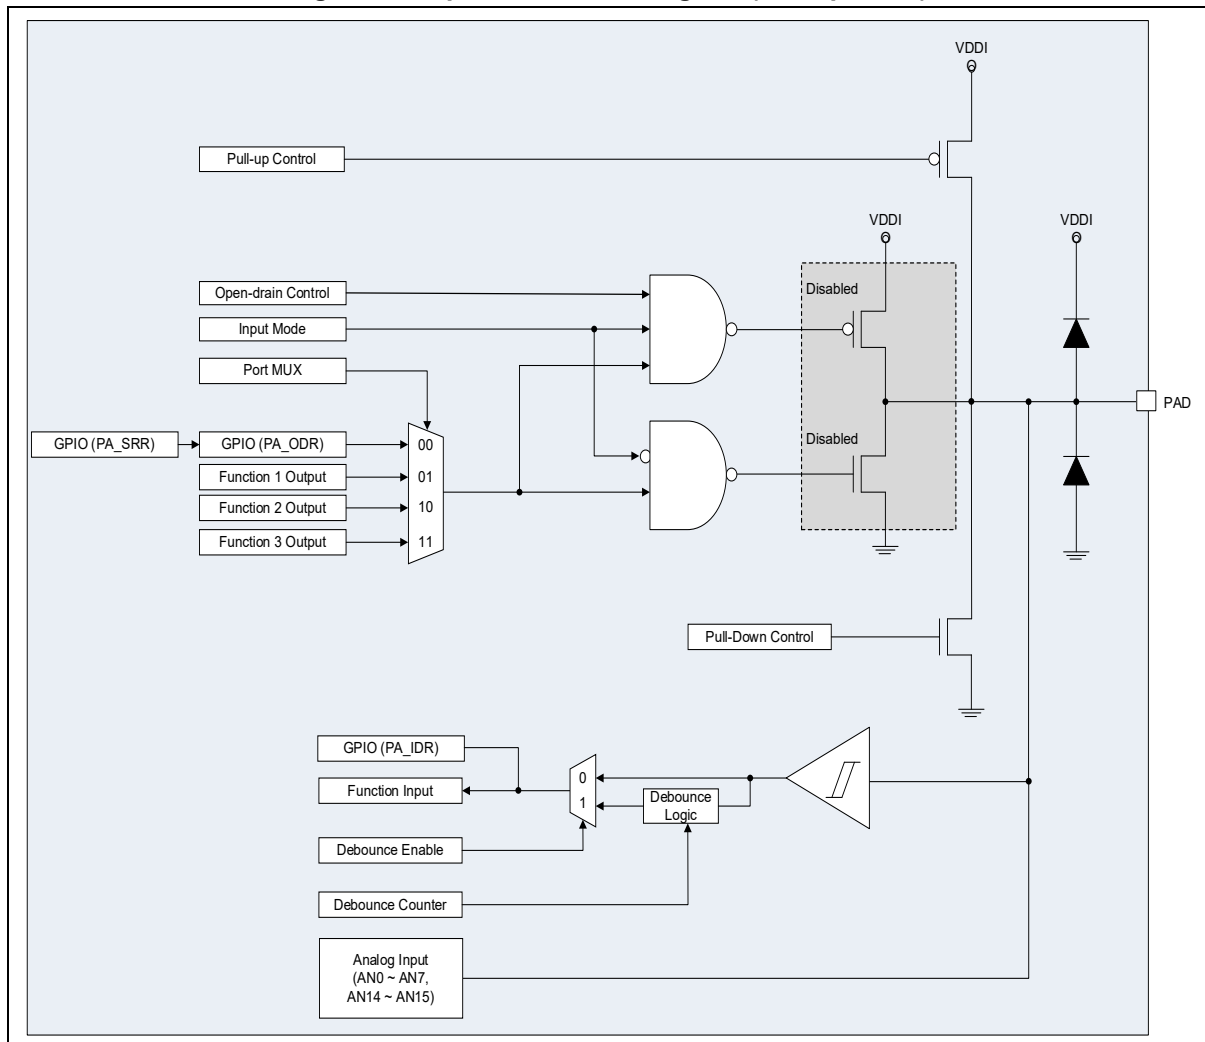 VDDI
Pull-up Control
VDDI
VDDI
Disabled
Open-drain Control
Input Mode
Port MUX
PAD
GPIO (PA_SRR)
GPIO (PA_ODR)
00
Disabled
Function 1 Output
01
Function 2 Output
10
Function 3 Output
11
Pull-Down Control
GPIO (PA_IDR)
0
Function Input
1
Debounce
Logic
Debounce Enable
Debounce Counter
Analog Input
(AN0 ~ AN7,
AN14 ~ AN15)